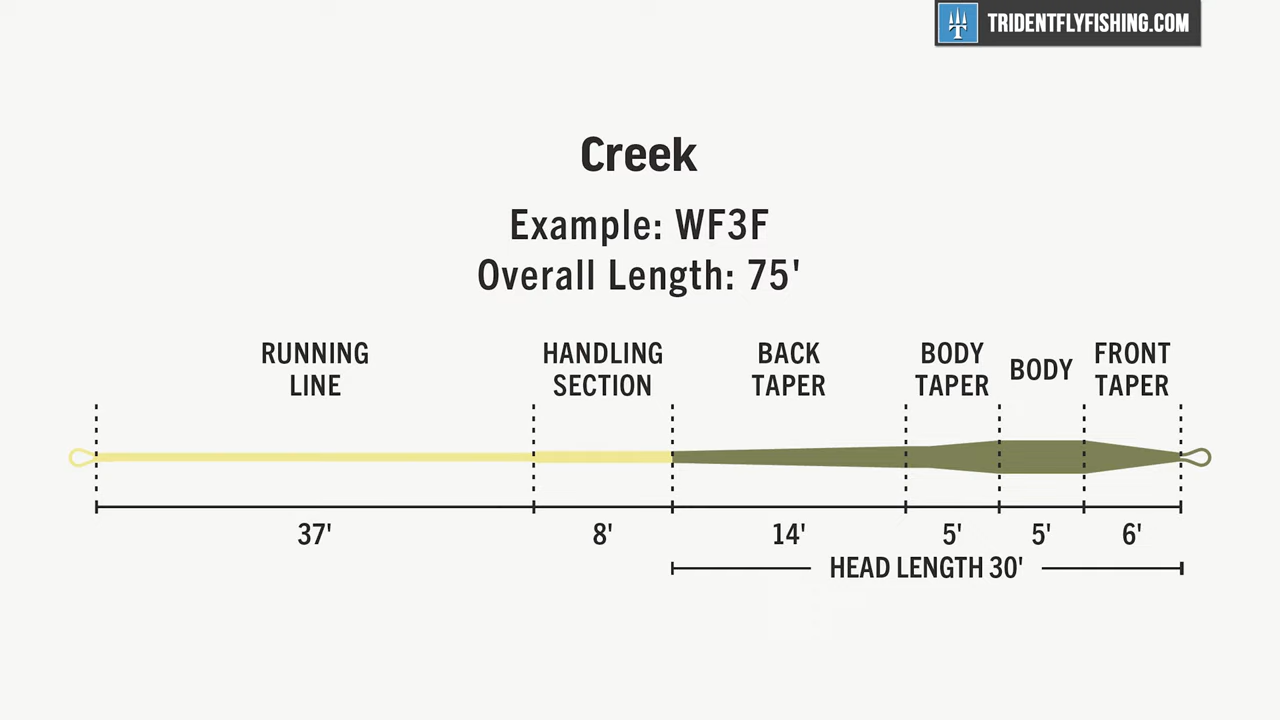 TRIDENTFLYFISHING.COM
Creek
Example: WF3F
Overall Length: 75'
RUNNING
LINE
HANDLING
SECTION
BACK
TAPER
BODY
TAPER
BODY
FRONT
TAPER
37'
8'
14'
5'
5'
6'
HEAD LENGTH 30'